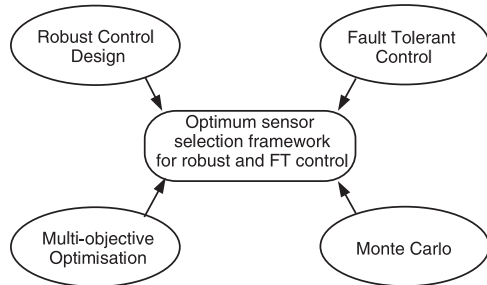 Robust Control
Design
Fault Tolerant
Control
Optimum sensor
selection framework
for robust and FT control
Multi-objective
Optimisation
Monte Carlo